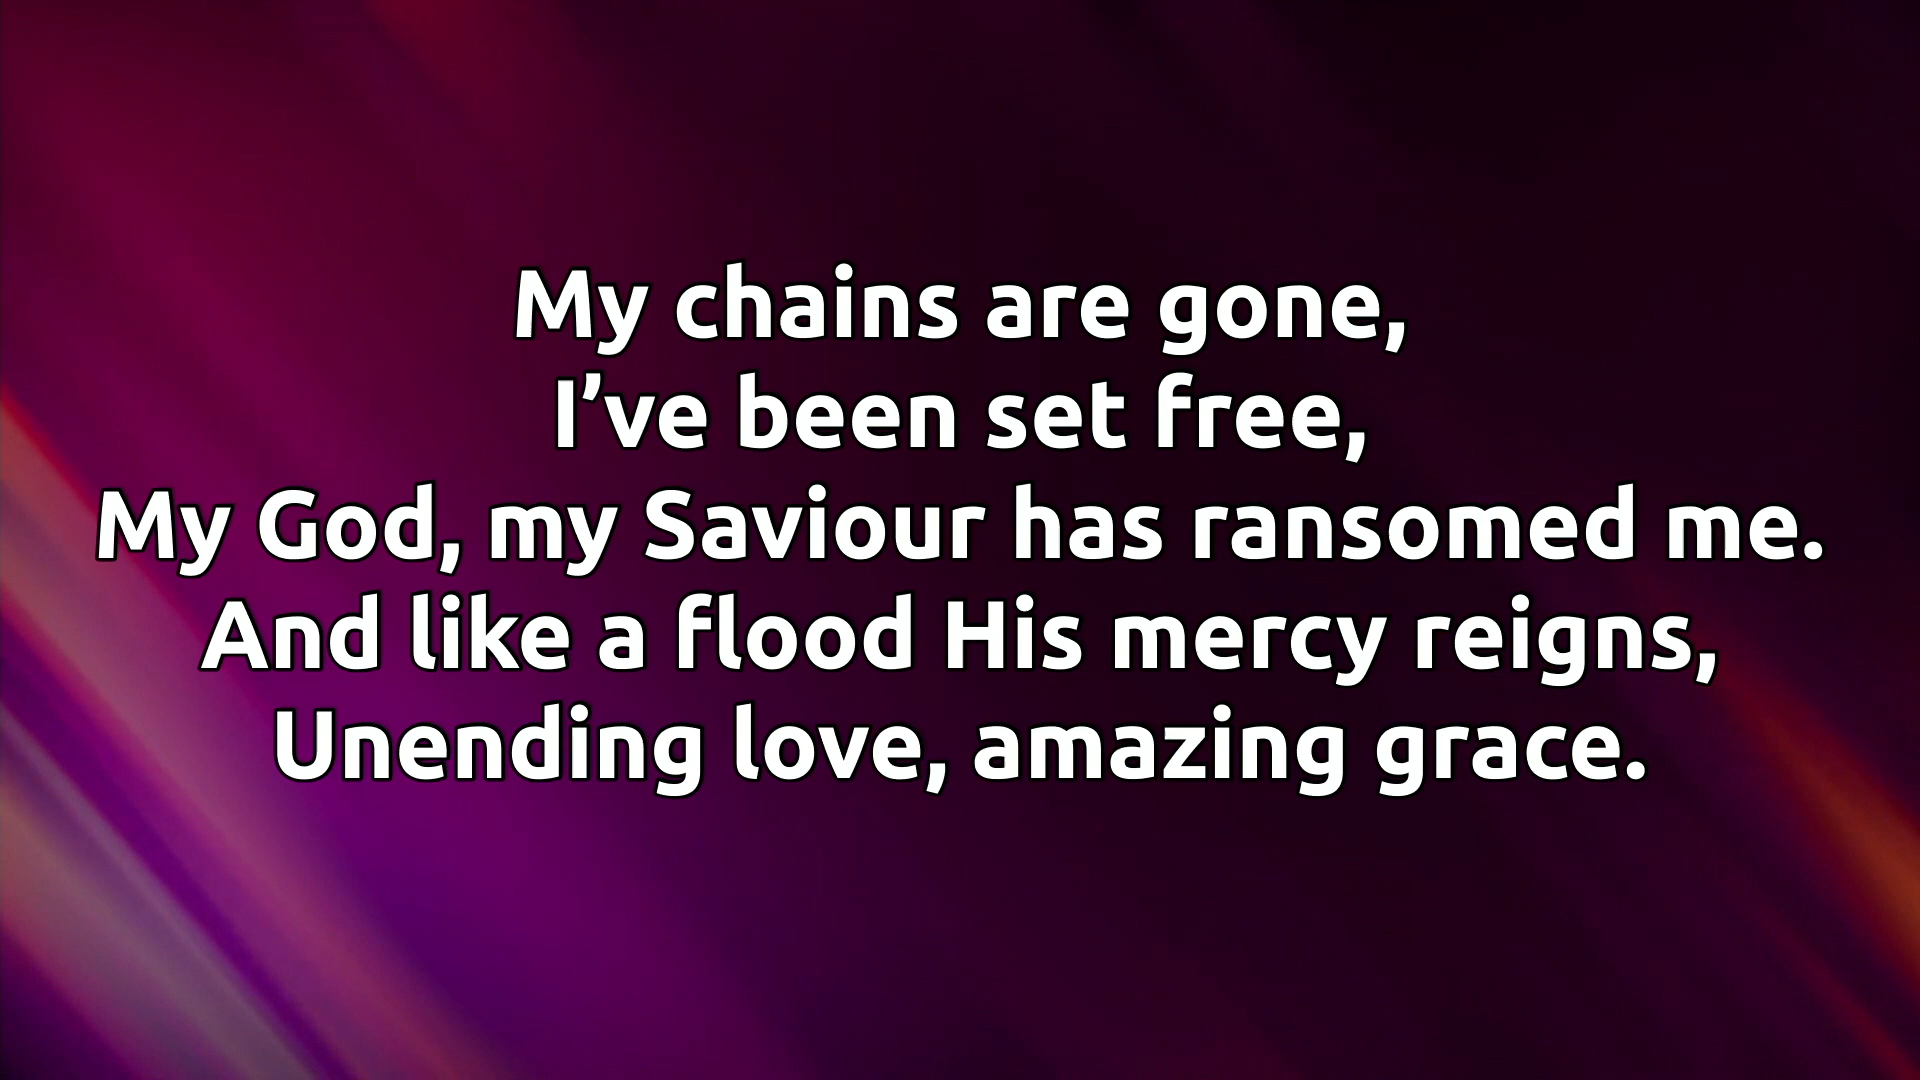 My chains are gone,
I’ve been set free,
My God, my Saviour has ransomed me.
And like a flood His mercy reigns,
Unending love, amazing grace.